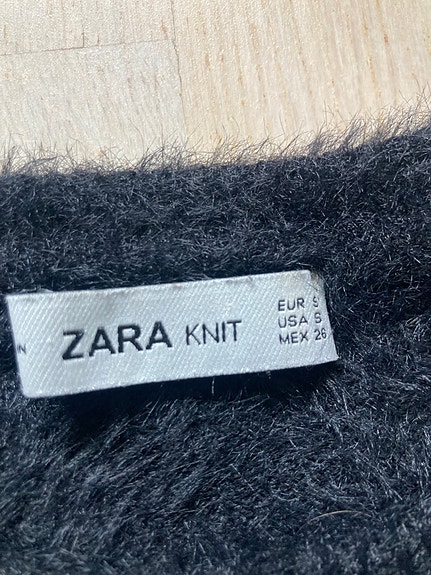 ZARA KNIT
EUR S
USA S
MEX 26